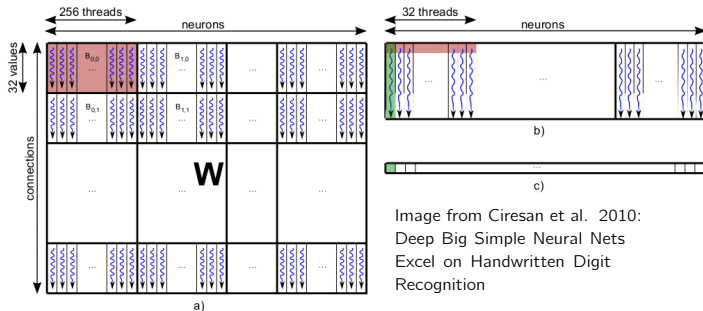 256 threads
neurons
32 values
connections
B0,0
...
B1,0
...
...
...
B0,1
...
B1,1
...
...
...
...
...
W
...
...
...
...
...
...
a)
32 threads
neurons
...
...
...
b)
...
c)
Image from Ciresan et al. 2010:
Deep Big Simple Neural Nets
Excel on Handwritten Digit
Recognition